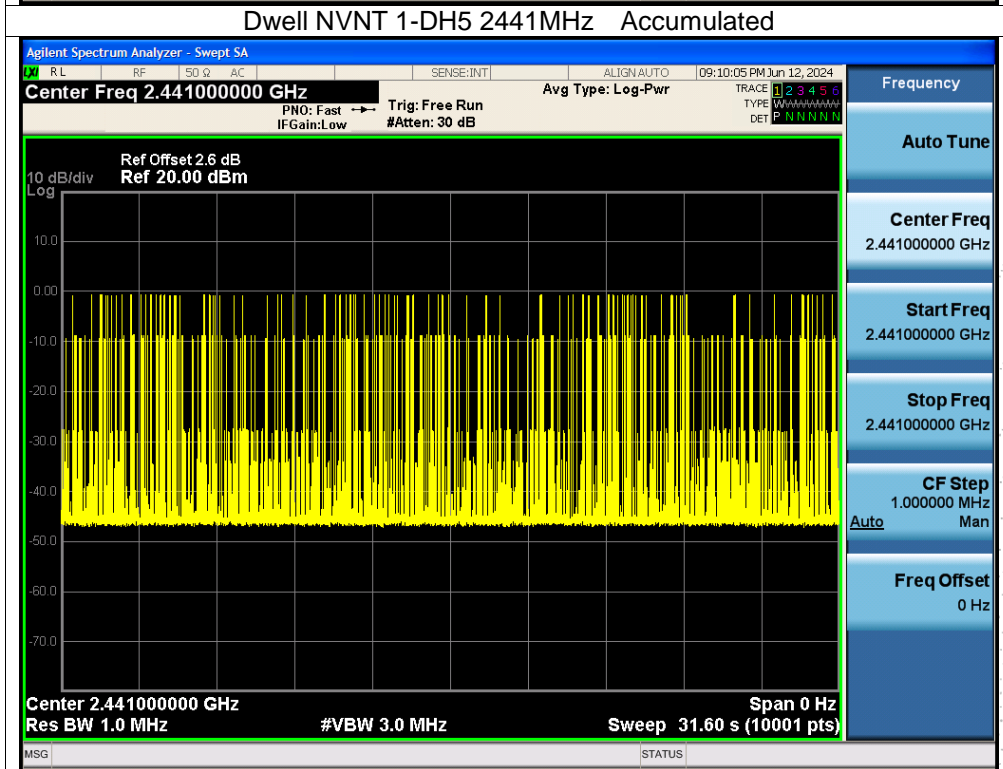 Dwell NVNT 1-DH5 2441MHz Accumulated
Agilent Spectrum Analyzer - Swept SA
LXI RL RF 50 Ω AC SENSE:INT ALIGN AUTO 09:10:05 PM Jun 12, 2024
Center Freq 2.441000000 GHz Avg Type: Log-Pwr TRACE 1 2 3 4 5 6
PNO: Fast Trig: Free Run TYPE WWWWWW
IFGain:Low #Atten: 30 dB DET P N N N N N
Frequency
Auto Tune
Center Freq
2.441000000 GHz
Start Freq
2.441000000 GHz
Stop Freq
2.441000000 GHz
CF Step
1.000000 MHz
Auto Man
Freq Offset
0 Hz
Ref Offset 2.6 dB
10 dB/div Ref 20.00 dBm
Log
10.0
0.00
-10.0
-20.0
-30.0
-40.0
-50.0
-60.0
-70.0
Center 2.441000000 GHz Span 0 Hz
Res BW 1.0 MHz #VBW 3.0 MHz Sweep 31.60 s (10001 pts)
MSG STATUS